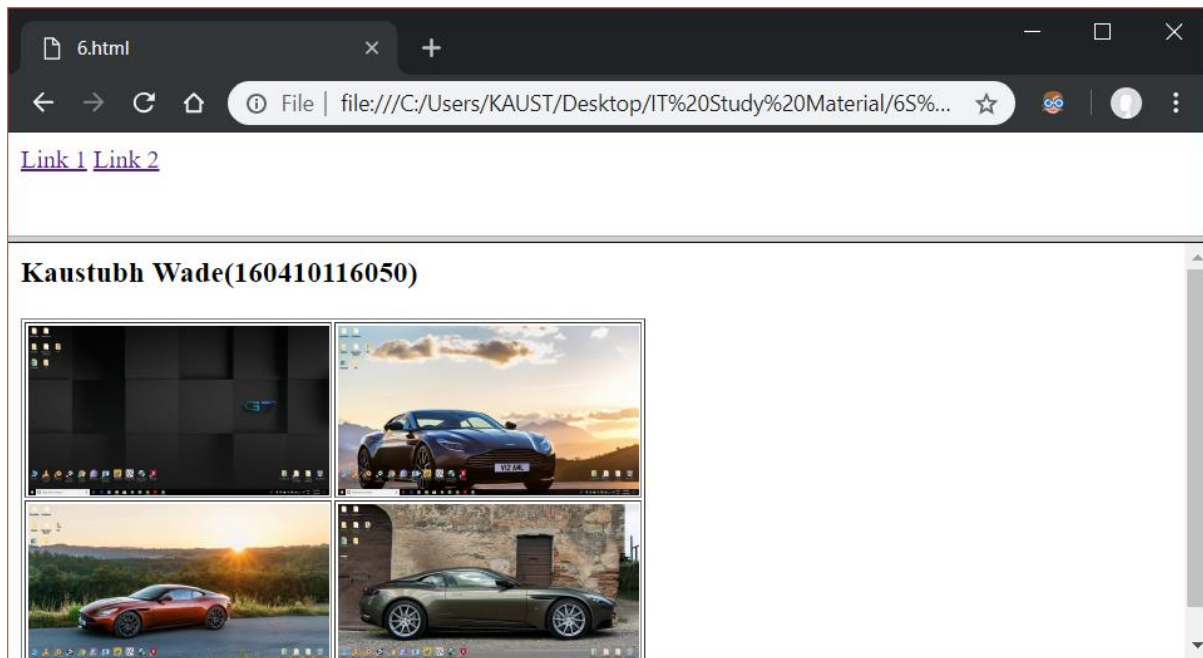 6.html
File file:///C:/Users/KAUST/Desktop/IT%20Study%20Material/6S%...
Link 1 Link 2
Kaustubh Wade(160410116050)
V12 AML